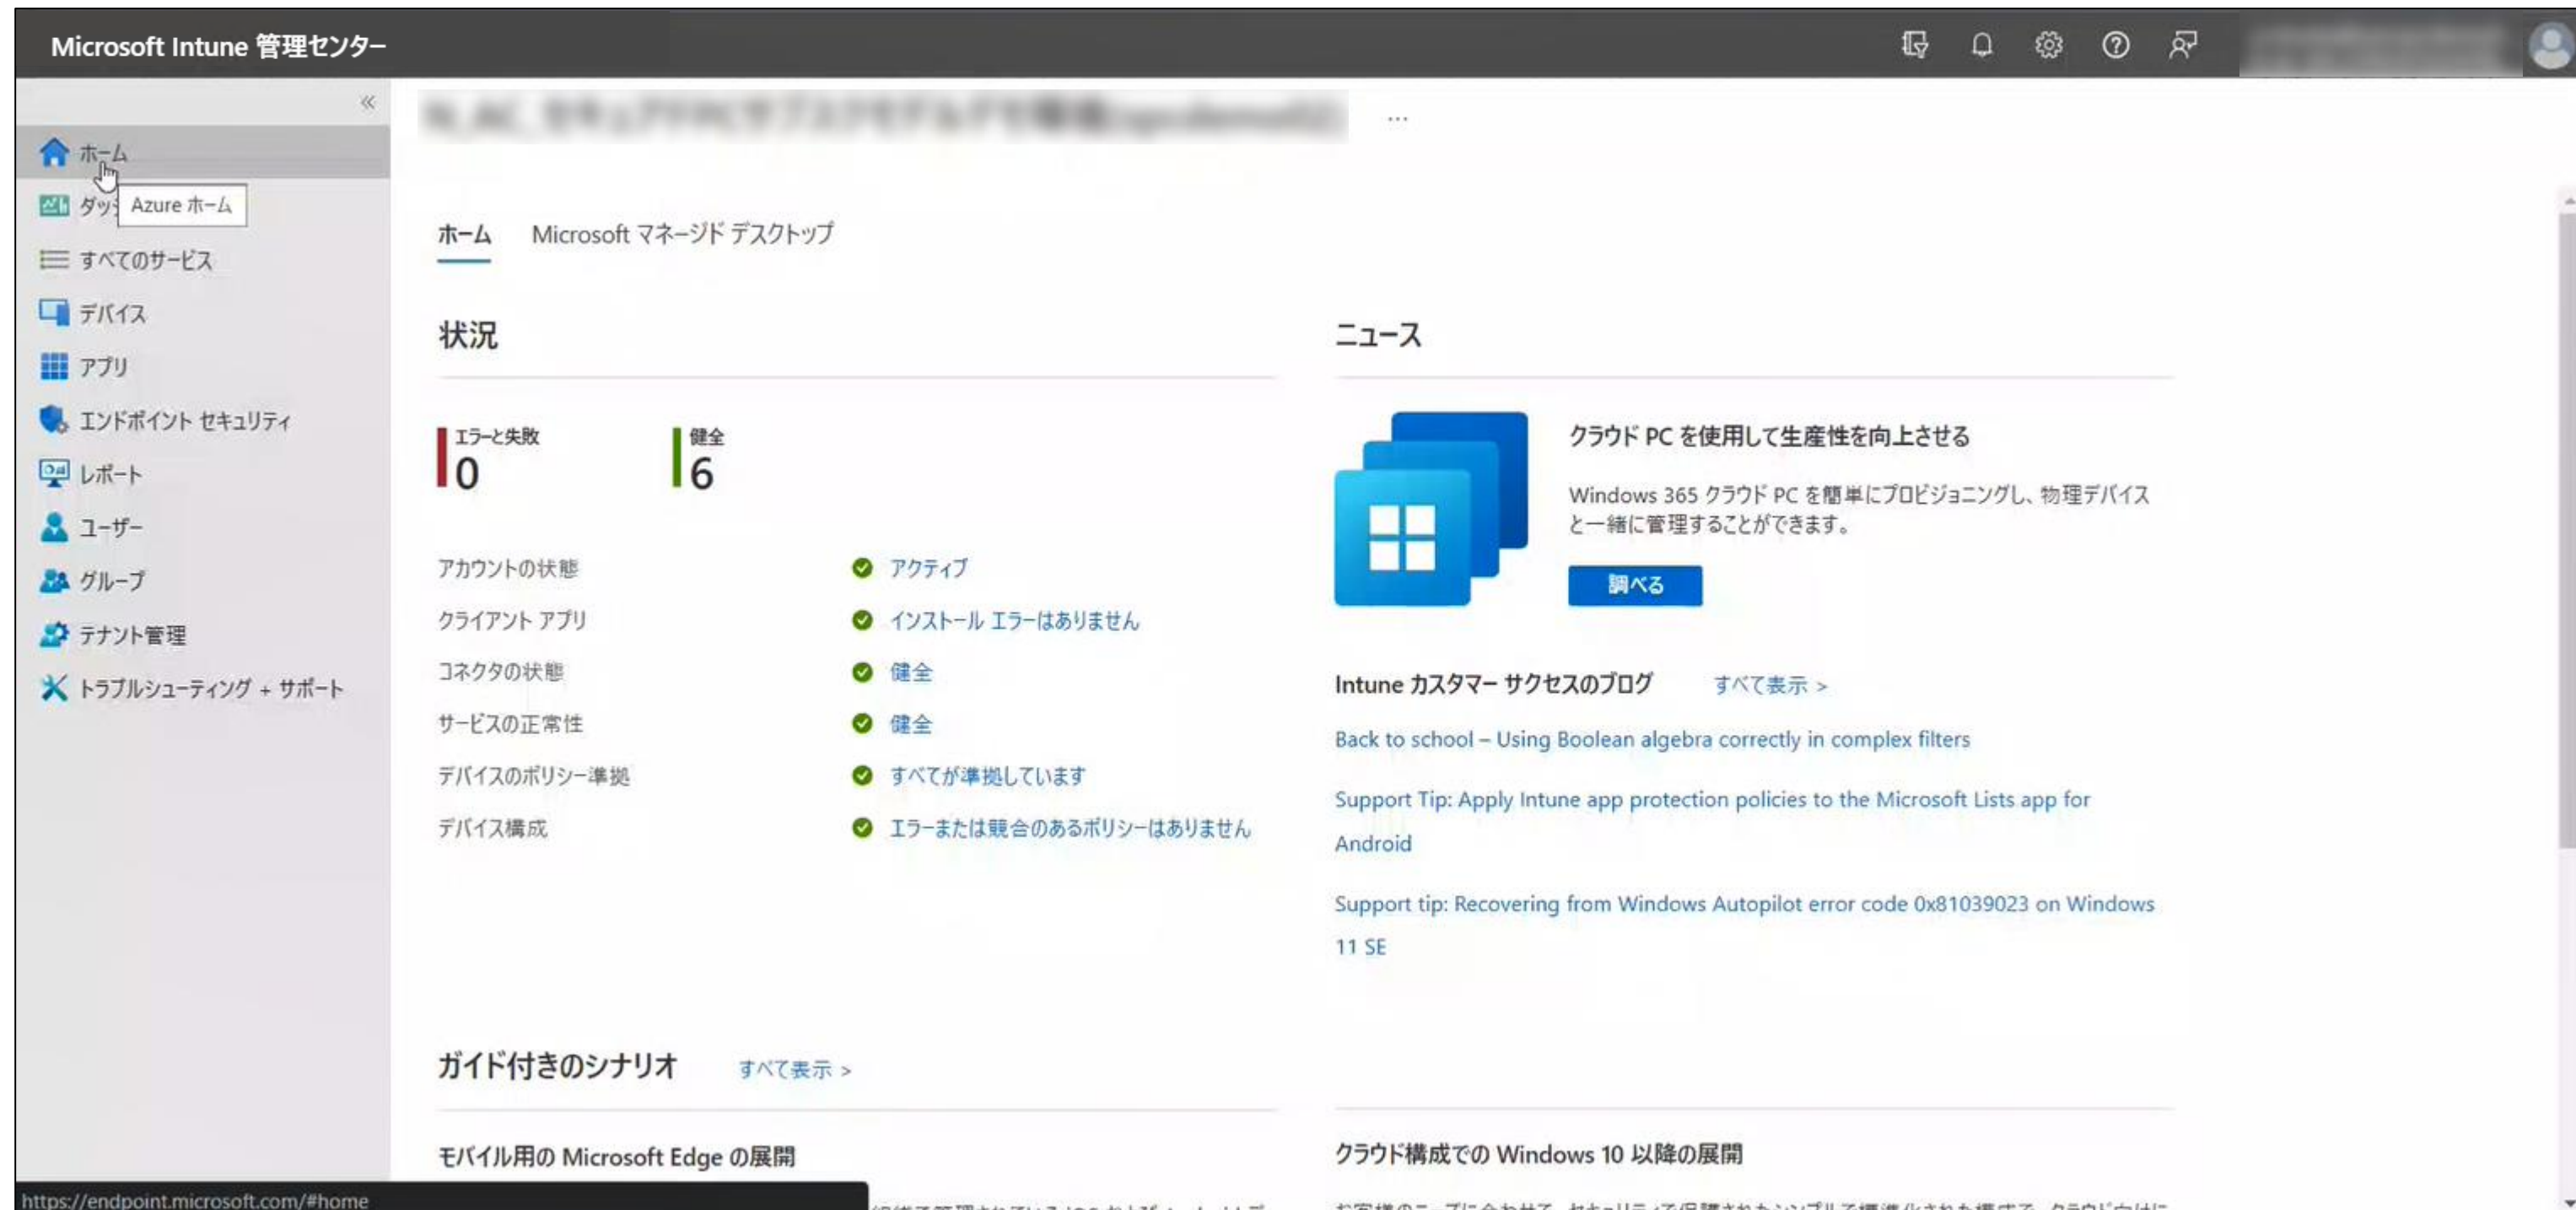 Microsoft Intune 管理センター
«
ホーム
Azure ホーム
すべてのサービス
デバイス
アプリ
エンドポイント セキュリティ
レポート
ユーザー
グループ
テナント管理
トラブルシューティング + サポート
...
ホーム Microsoft マネージド デスクトップ
状況
エラーと失敗
0
健全
6
アカウントの状態 アクティブ
クライアント アプリ インストール エラーはありません
コネクタの状態 健全
サービスの正常性 健全
デバイスのポリシー準拠 すべてが準拠しています
デバイス構成 エラーまたは競合のあるポリシーはありません
ニュース
クラウド PC を使用して生産性を向上させる
Windows 365 クラウド PC を簡単にプロビジョニングし、物理デバイス
と一緒に管理することができます。
調べる
Intune カスタマー サクセスのブログ すべて表示 >
Back to school – Using Boolean algebra correctly in complex filters
Support Tip: Apply Intune app protection policies to the Microsoft Lists app for
Android
Support tip: Recovering from Windows Autopilot error code 0x81039023 on Windows
11 SE
ガイド付きのシナリオ すべて表示 >
モバイル用の Microsoft Edge の展開
クラウド構成での Windows 10 以降の展開
https://endpoint.microsoft.com/#home